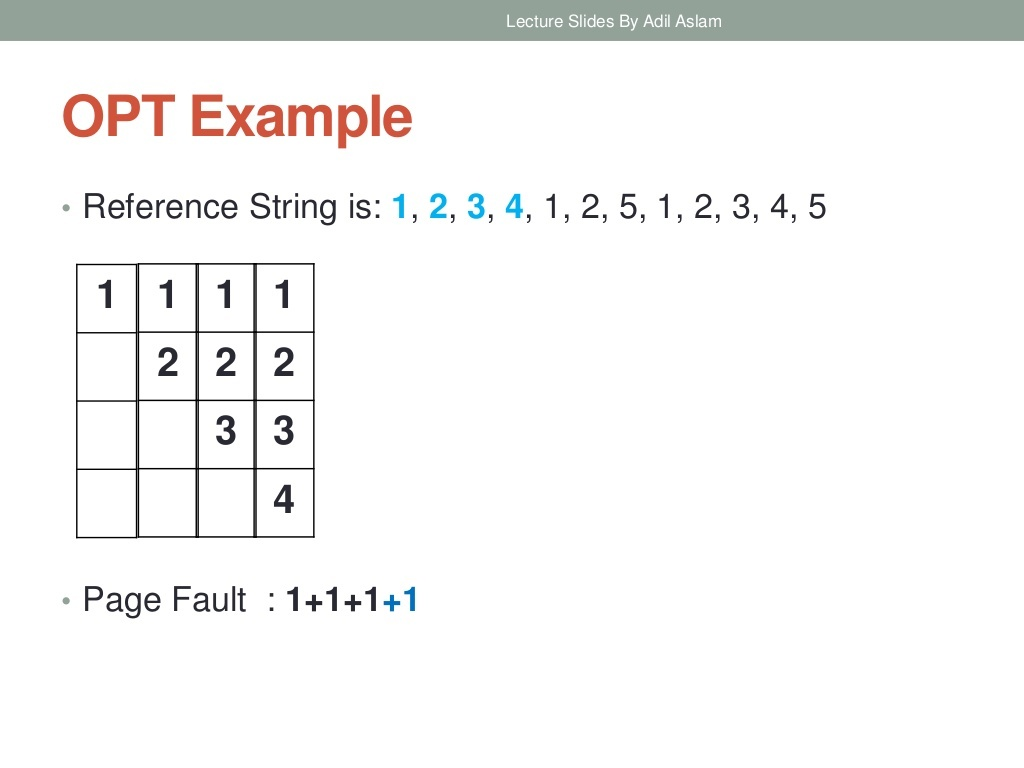 Lecture Slides By Adil Aslam
OPT Example
• Reference String is: 1, 2, 3, 4, 1, 2, 5, 1, 2, 3, 4, 5
1 1 1 1
2 2 2
3 3
4
• Page Fault : 1+1+1+1